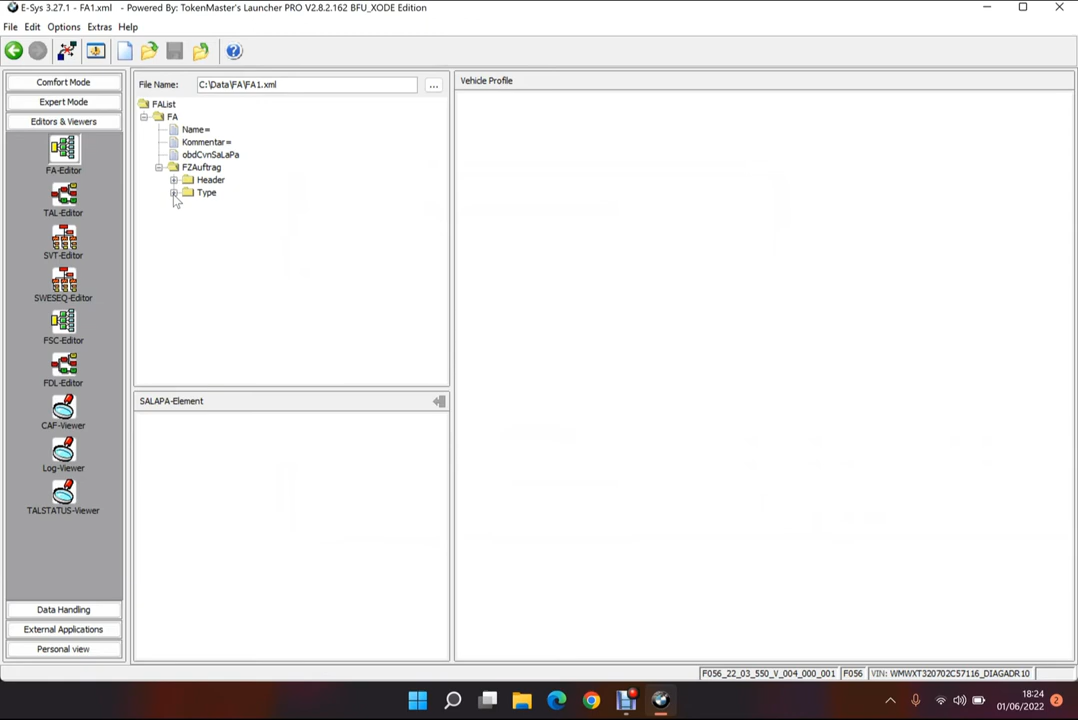 E-Sys 3.27.1 - FA1.xml - Powered By: TokenMaster's Launcher PRO V2.8.2.162 BFU_XODE Edition
File Edit Options Extras Help
Comfort Mode
Expert Mode
Editors & Viewers
FA-Editor
TAL-Editor
SVT-Editor
SWESEQ-Editor
FSC-Editor
FDL-Editor
CAF-Viewer
Log-Viewer
TALSTATUS-Viewer
Data Handling
External Applications
Personal view
File Name: C:\Data\FA\FA1.xml ...
FAList
FA
Name=
Kommentar=
obdCvnSaLaPa
FZAuftrag
Header
Type
SALAPA-Element
Vehicle Profile
F056_22_03_550_V_004_000_001 F056 VIN: WMWXT320702C57116_DIAGADR10
18:24
01/06/2022
2